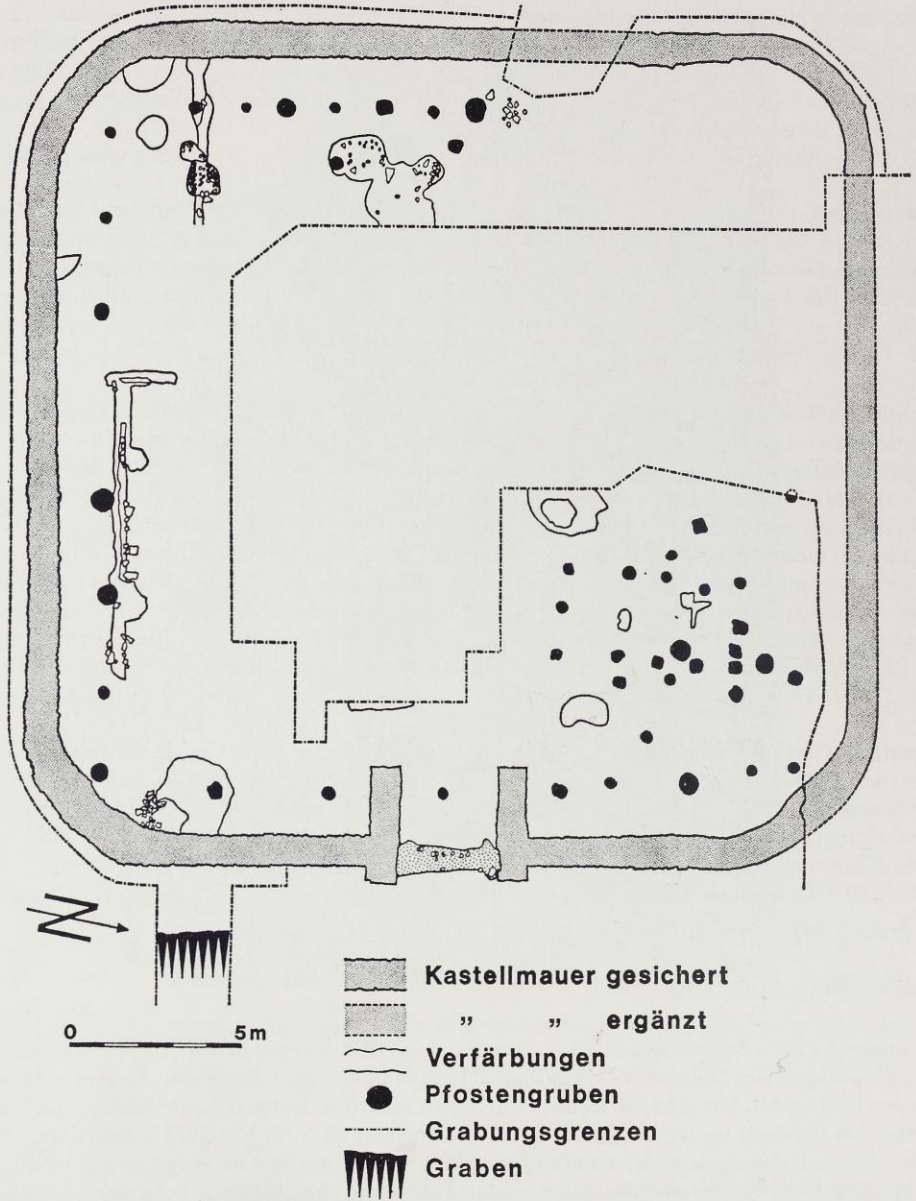 N
0 5m
Kastellmauer gesichert
„ „ ergänzt
Verfärbungen
Pfostengruben
Grabungsgrenzen
Graben